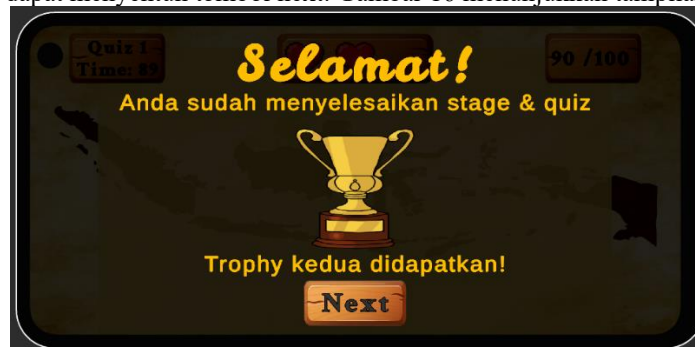 Quiz 1
Time: 89
90 /100
Selamat!
Anda sudah menyelesaikan stage & quiz
Trophy kedua didapatkan!
Next